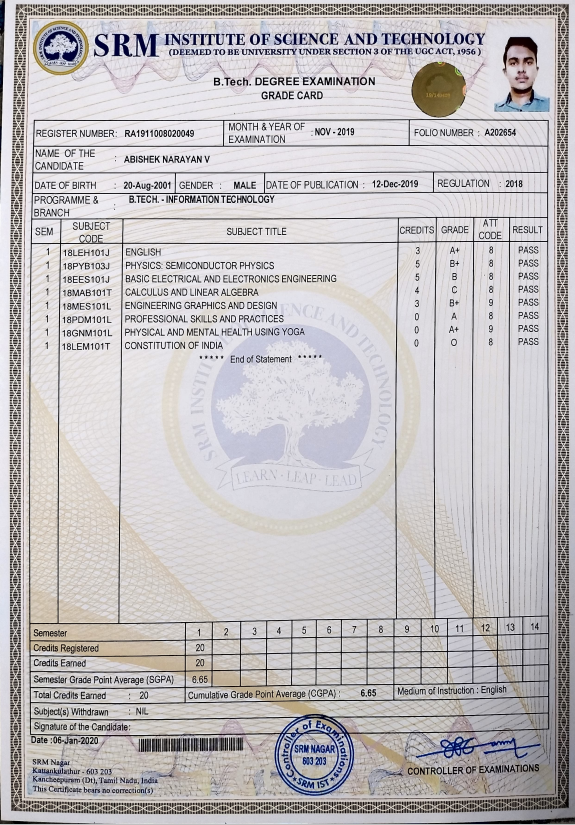 SRM INSTITUTE OF SCIENCE AND TECHNOLOGY
(DEEMED TO BE UNIVERSITY UNDER SECTION 3 OF THE UGC ACT, 1956 )
B.Tech. DEGREE EXAMINATION
GRADE CARD
REGISTER NUMBER: RA1911008020049 MONTH & YEAR OF EXAMINATION : NOV - 2019 FOLIO NUMBER : A202654
NAME OF THE CANDIDATE : ABISHEK NARAYAN V
DATE OF BIRTH : 20-Aug-2001 GENDER : MALE DATE OF PUBLICATION : 12-Dec-2019 REGULATION : 2018
PROGRAMME & BRANCH : B.TECH. - INFORMATION TECHNOLOGY
SEM SUBJECT CODE SUBJECT TITLE CREDITS GRADE ATT CODE RESULT
1 18LEH101J ENGLISH 3 A+ 8 PASS
1 18PYB103J PHYSICS: SEMICONDUCTOR PHYSICS 5 B+ 8 PASS
1 18EES101J BASIC ELECTRICAL AND ELECTRONICS ENGINEERING 5 B 8 PASS
1 18MAB101T CALCULUS AND LINEAR ALGEBRA 4 C 8 PASS
1 18MES101L ENGINEERING GRAPHICS AND DESIGN 3 B+ 9 PASS
1 18PDM101L PROFESSIONAL SKILLS AND PRACTICES 0 A 8 PASS
1 18GNM101L PHYSICAL AND MENTAL HEALTH USING YOGA 0 A+ 9 PASS
1 18LEM101T CONSTITUTION OF INDIA 0 O 8 PASS
***** End of Statement *****
SRM INSTITUTE OF SCIENCE AND TECHNOLOGY
LEARN - LEAP - LEAD
Semester 1 2 3 4 5 6 7 8 9 10 11 12 13 14
Credits Registered 20
Credits Earned 20
Semester Grade Point Average (SGPA) 6.65
Total Credits Earned : 20 Cumulative Grade Point Average (CGPA) : 6.65 Medium of Instruction : English
Subject(s) Withdrawn : NIL
Signature of the Candidate:
Date :06-Jan-2020
SRM Nagar
Kattankulathur - 603 203
Kancheepuram (Dt), Tamil Nadu, India
This Certificate bears no correction(s)
Controller of Examinations
SRM NAGAR
603 203
SRM IST
CONTROLLER OF EXAMINATIONS